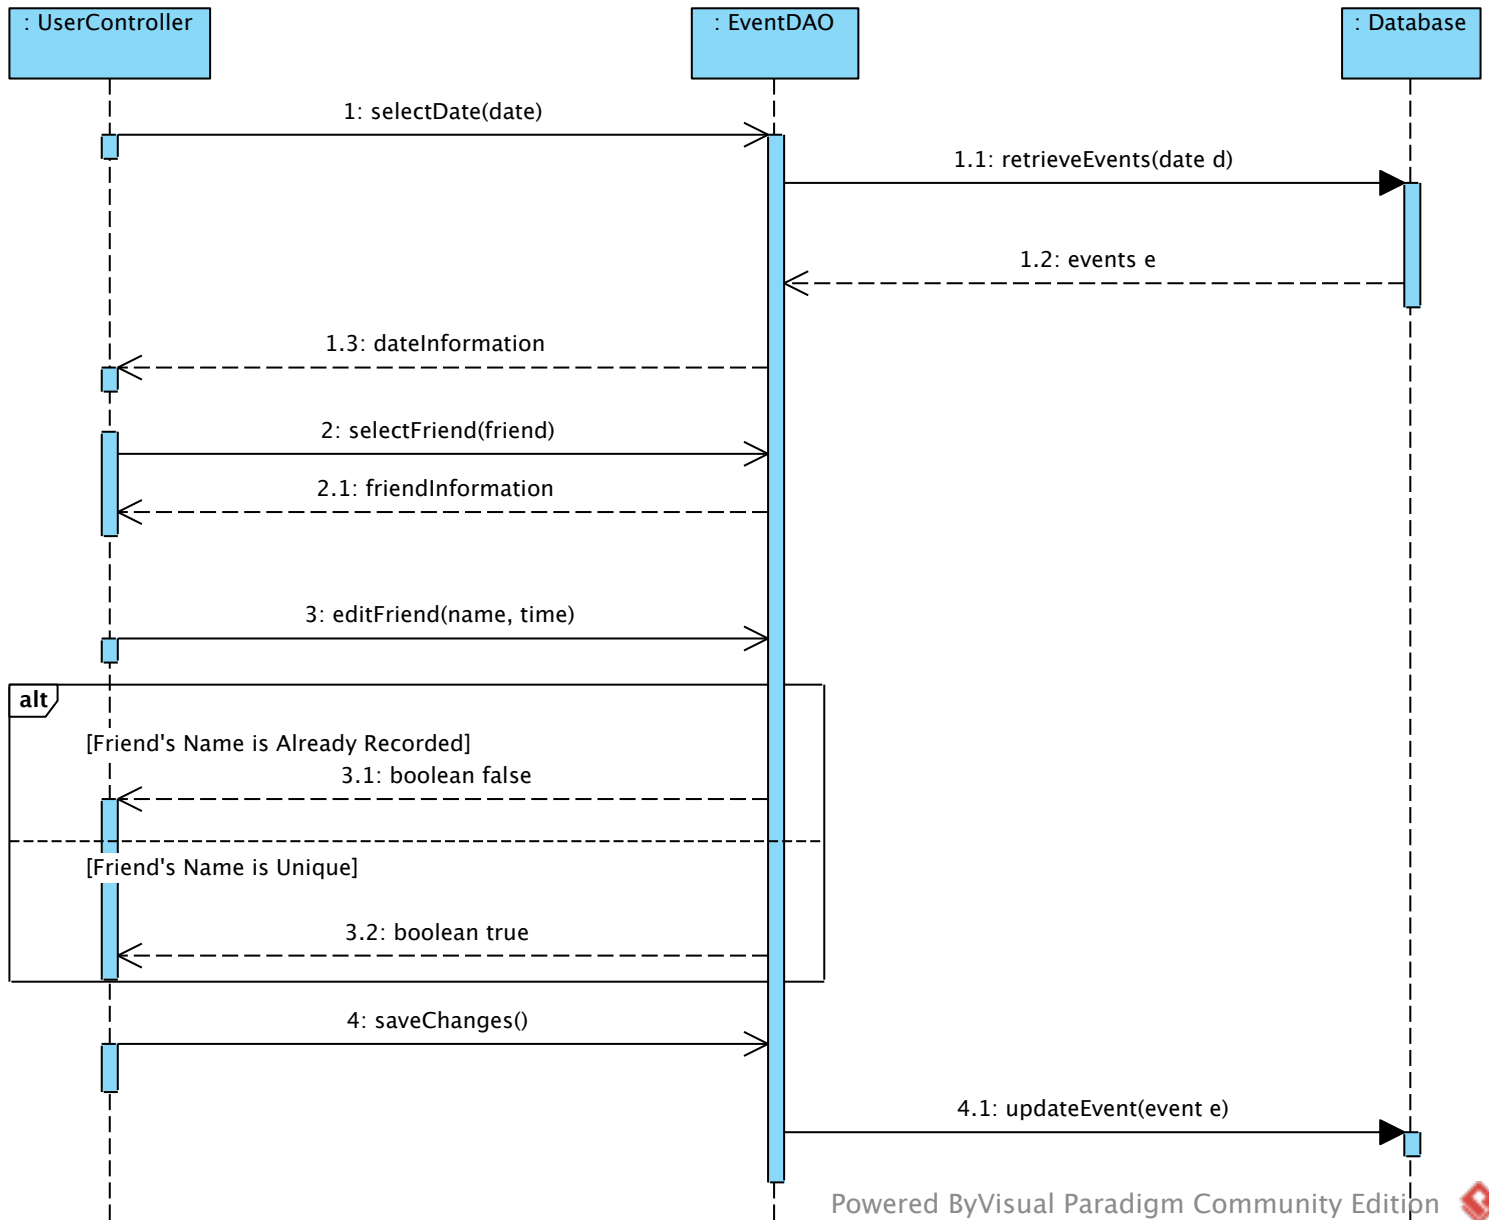 : UserController
: EventDAO
: Database
1: selectDate(date)
1.1: retrieveEvents(date d)
1.2: events e
1.3: dateInformation
2: selectFriend(friend)
2.1: friendInformation
3: editFriend(name, time)
alt
[Friend's Name is Already Recorded]
3.1: boolean false
[Friend's Name is Unique]
3.2: boolean true
4: saveChanges()
4.1: updateEvent(event e)
Powered ByVisual Paradigm Community Edition